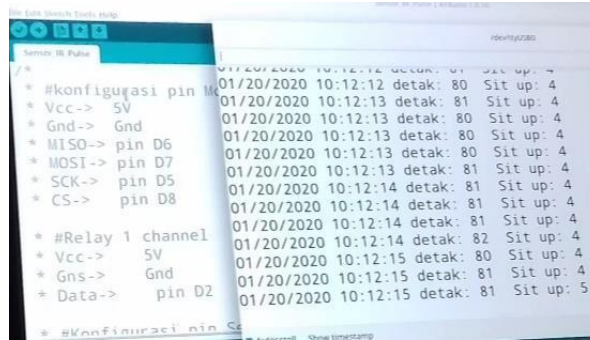 File Edit Sketch Tools Help
Sensor IR Pulse
/*
* #konfigurasi pin
* Vcc-> 5V
* Gnd-> Gnd
* MISO-> pin D6
* MOSI-> pin D7
* SCK-> pin D5
* CS-> pin D8
* #Relay 1 channel
* Vcc-> 5V
* Gns-> Gnd
* Data-> pin D2
* #Konfigurasi pin
/dev/ttyUSB0
01/20/2020 10:12:12 detak: 80 Sit up: 4
01/20/2020 10:12:13 detak: 81 Sit up: 4
01/20/2020 10:12:13 detak: 80 Sit up: 4
01/20/2020 10:12:13 detak: 80 Sit up: 4
01/20/2020 10:12:13 detak: 81 Sit up: 4
01/20/2020 10:12:14 detak: 81 Sit up: 4
01/20/2020 10:12:14 detak: 81 Sit up: 4
01/20/2020 10:12:14 detak: 81 Sit up: 4
01/20/2020 10:12:14 detak: 82 Sit up: 4
01/20/2020 10:12:15 detak: 80 Sit up: 4
01/20/2020 10:12:15 detak: 81 Sit up: 4
01/20/2020 10:12:15 detak: 81 Sit up: 5
Autoscroll Show timestamp